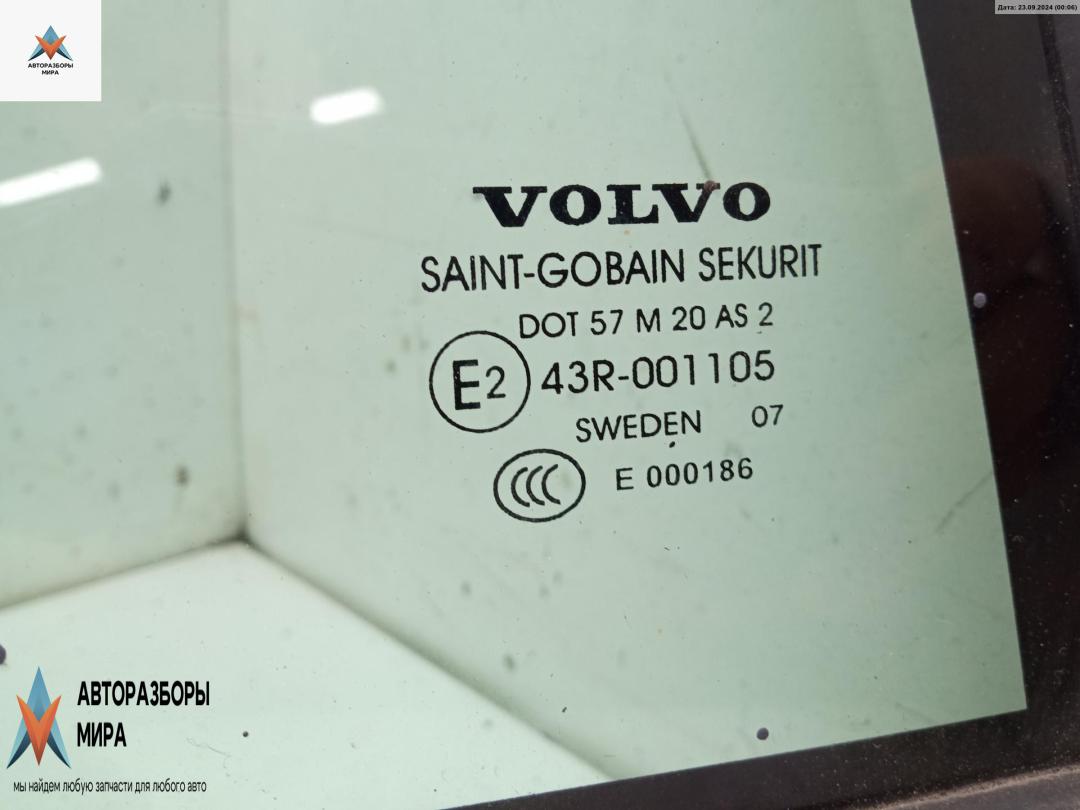 Дата: 23.09.2024 (00:06)
АВТОРАЗБОРЫ
МИРА
VOLVO
SAINT-GOBAIN SEKURIT
DOT 57 M 20 AS 2
E2 43R-001105
SWEDEN 07
CCC E 000186
АВТОРАЗБОРЫ
МИРА
мы найдем любую запчасти для любого авто